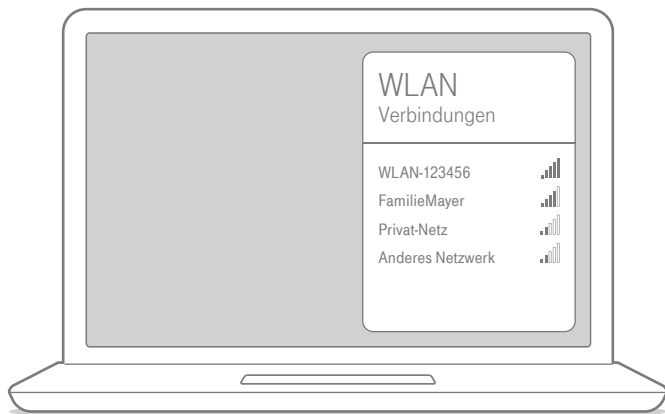 WLAN
Verbindungen
WLAN-123456
FamilieMayer
Privat-Netz
Anderes Netzwerk